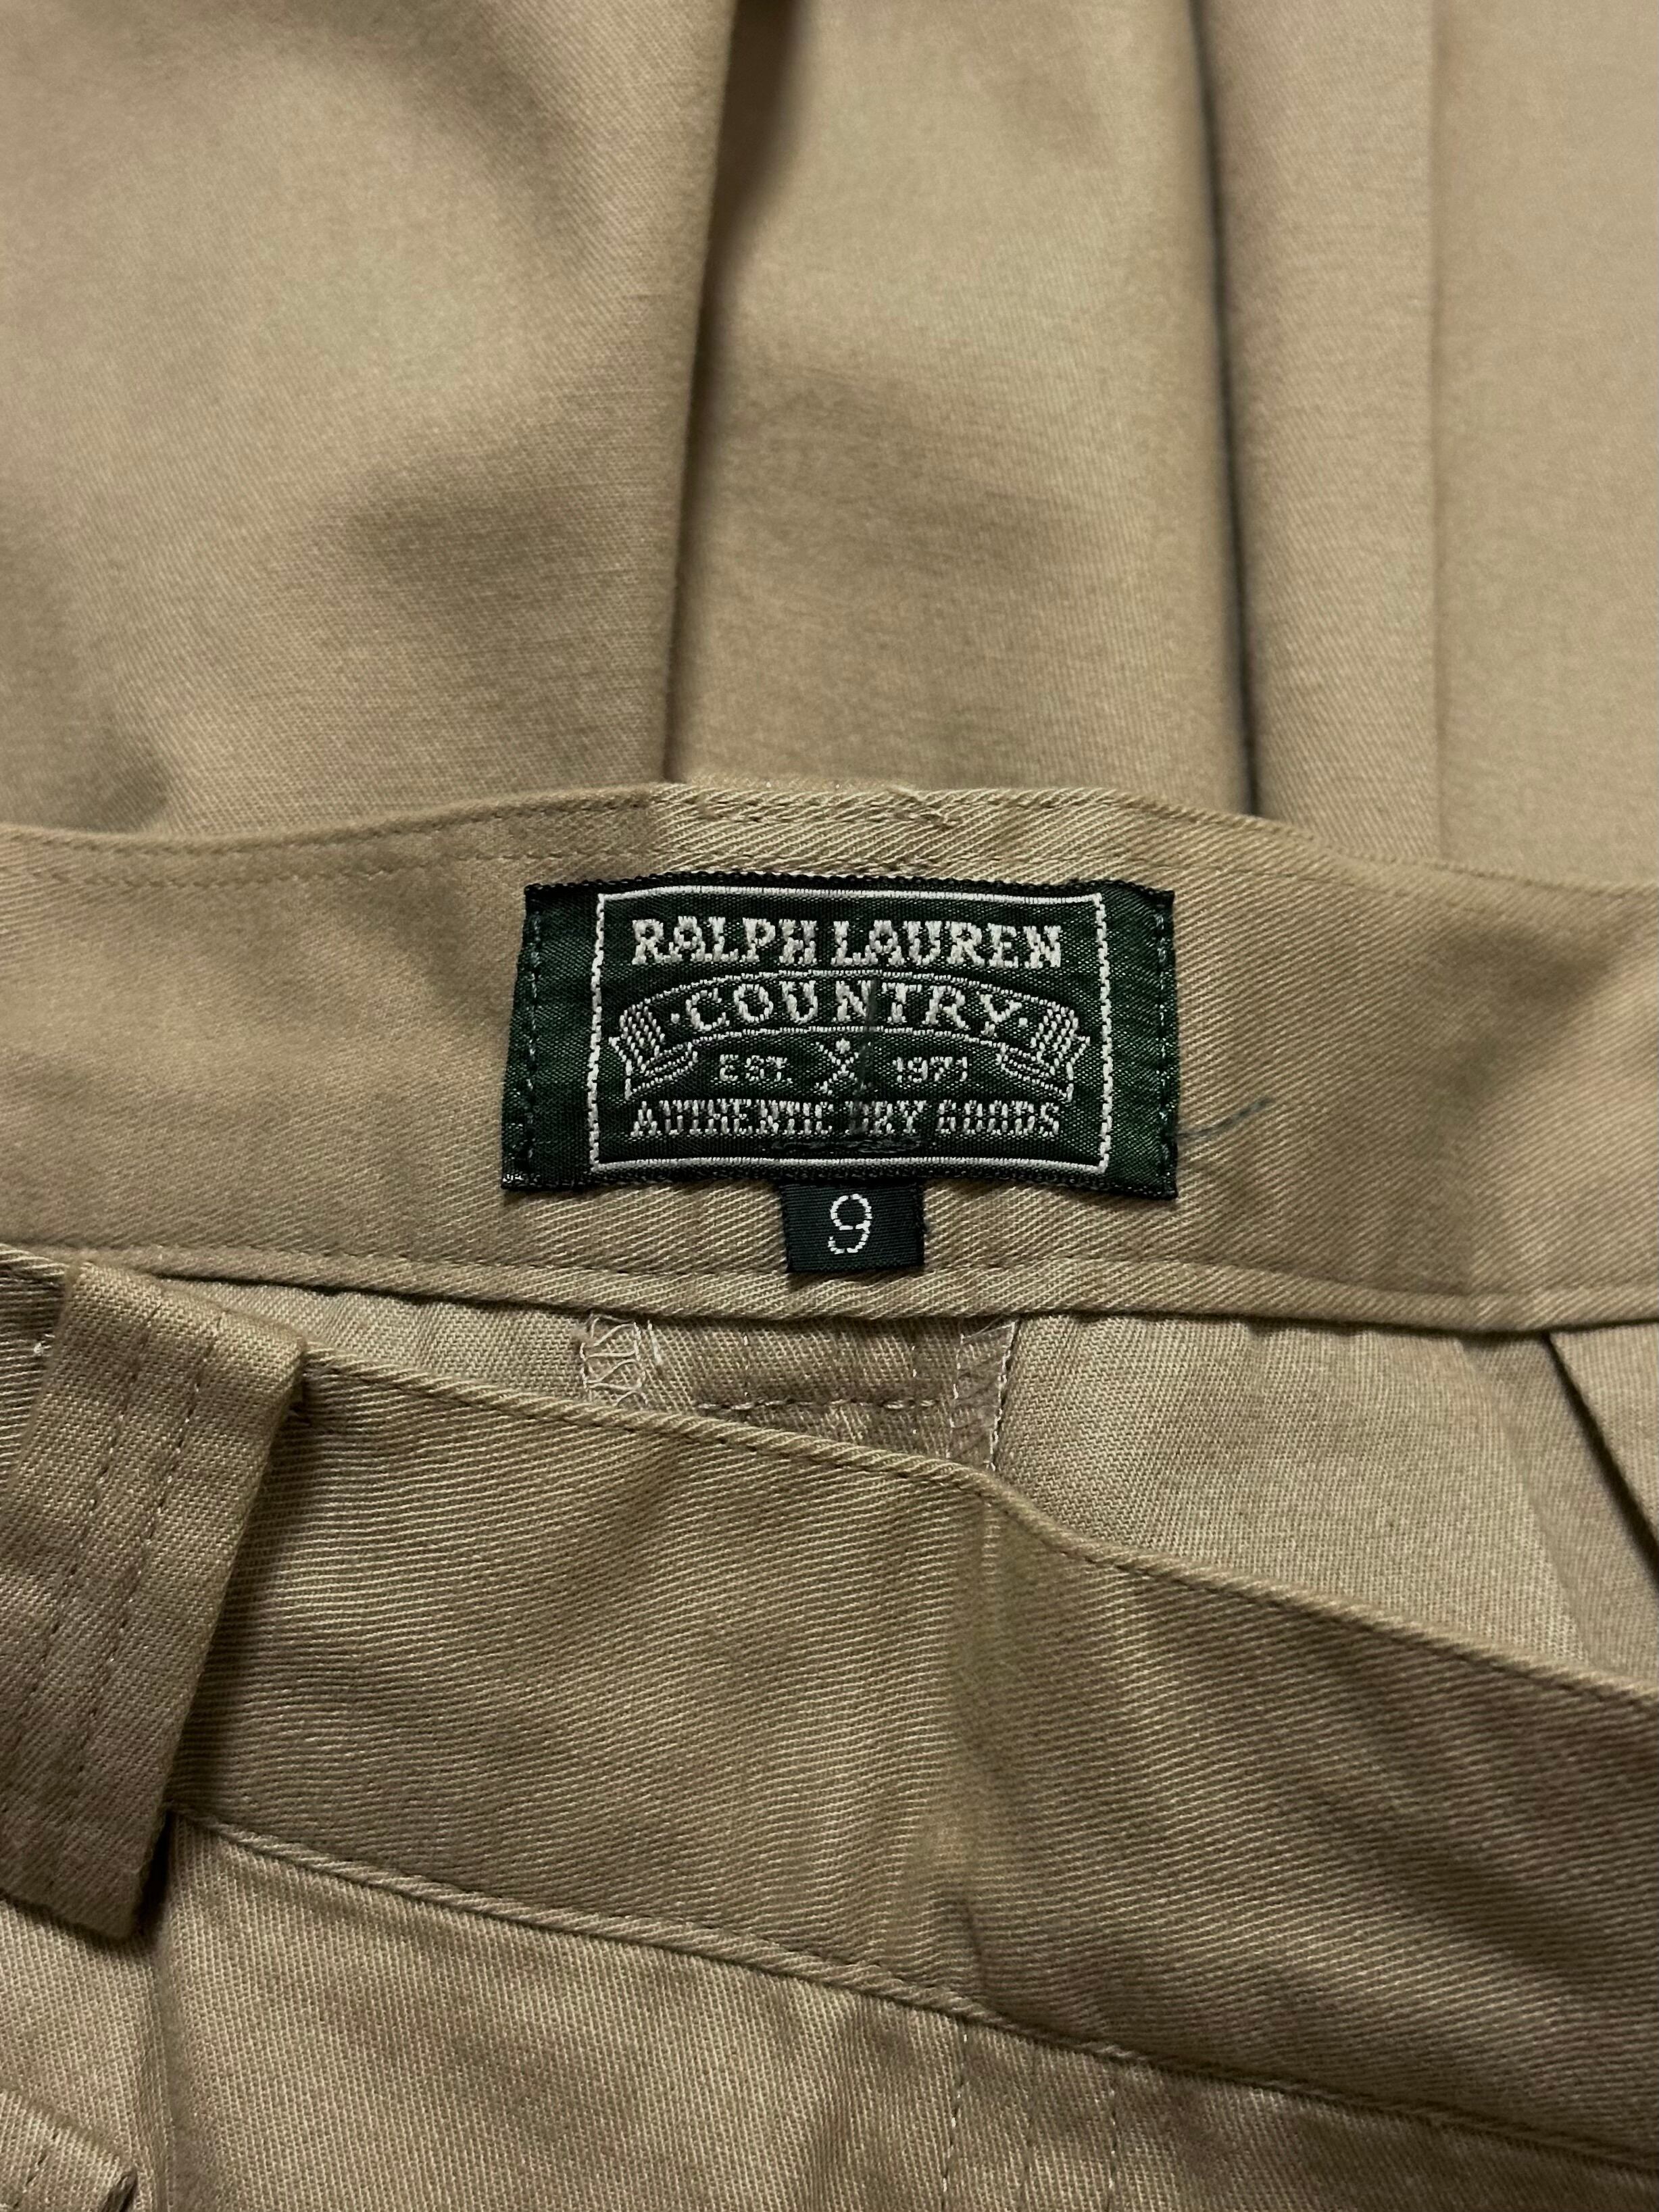 RALPH LAUREN
·COUNTRY·
EST. 1971
AUTHENTIC DRY GOODS
9